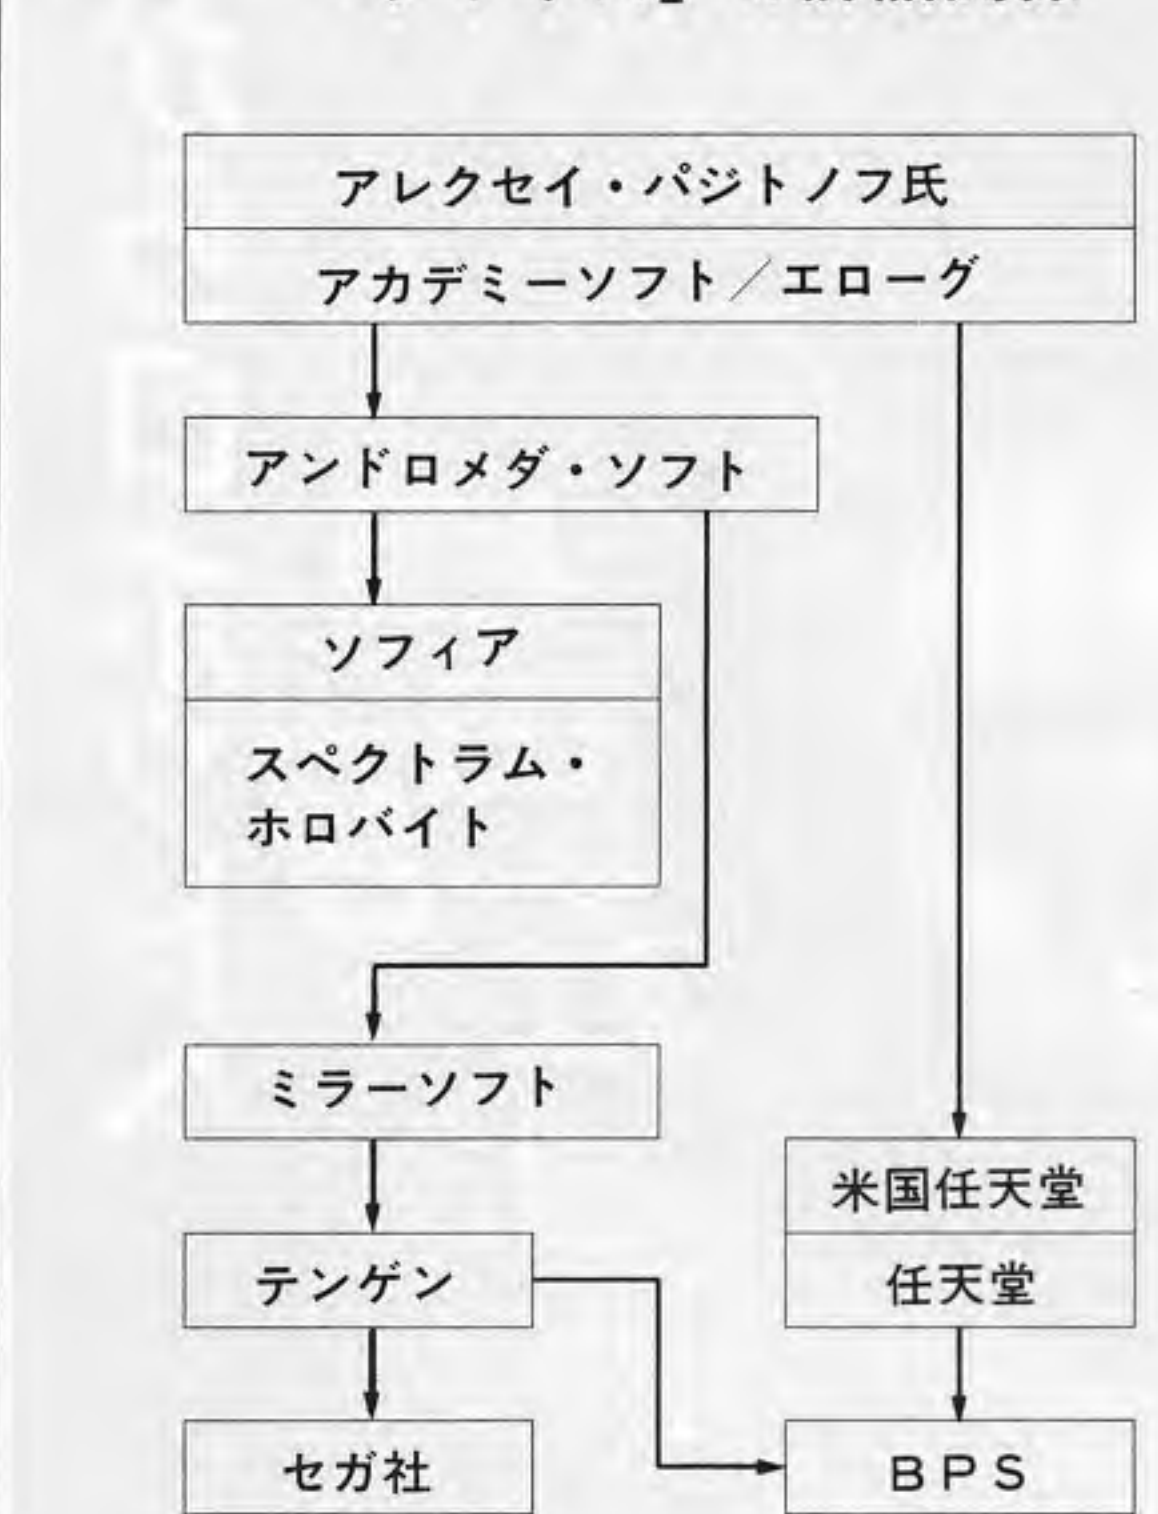 アレクセイ・パジトノフ氏
アカデミーソフト／エローグ
アンドロメダ・ソフト
ソフィア
スペクトラム・
ホロバイト
ミラーソフト
テンゲン
セガ社
米国任天堂
任天堂
BPS